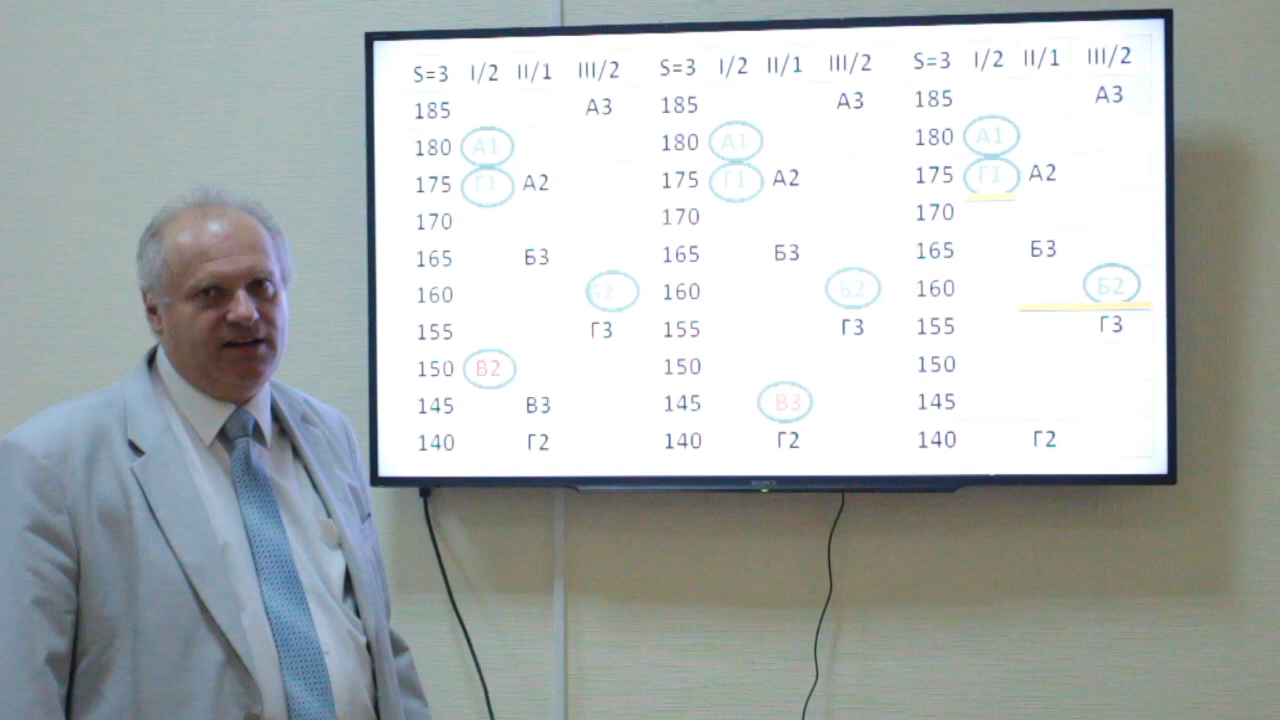 S=3 I/2 II/1 III/2 S=3 I/2 II/1 III/2 S=3 I/2 II/1 III/2
185 А3 185 А3 185 А3
180 А1 180 А1 180 А1
175 Г1 А2 175 Г1 А2 175 Г1 А2
170 170 170
165 Б3 165 Б3 165 Б3
160 Б2 160 Б2 160 Б2
155 Г3 155 Г3 155 Г3
150 В2 150 150
145 В3 145 В3 145
140 Г2 140 Г2 140 Г2
SONY